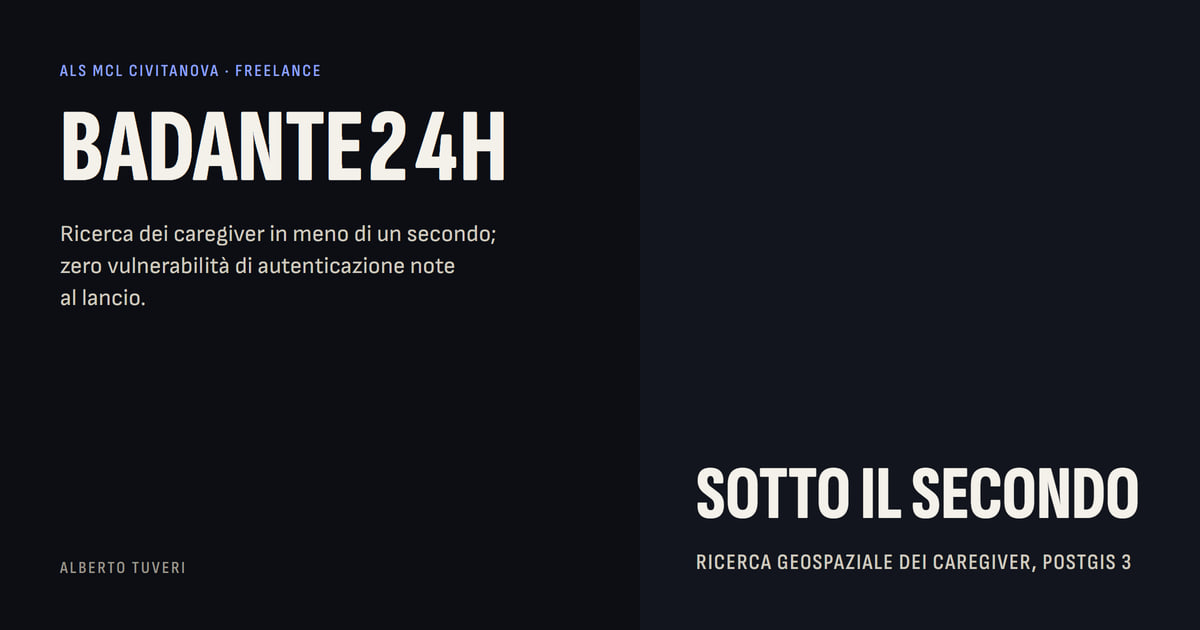 ALS MCL CIVITANOVA · FREELANCE
BADANTE24H
Ricerca dei caregiver in meno di un secondo;
zero vulnerabilità di autenticazione note
al lancio.
ALBERTO TUVERI
SOTTO IL SECONDO
RICERCA GEOSPAZIALE DEI CAREGIVER, POSTGIS 3